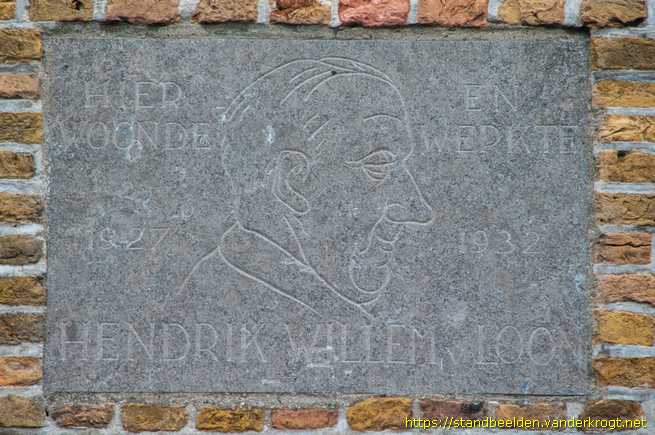 HIER EN
WOONDE WERKTE
1927 1932
HENDRIK WILLEM v LOON
https://standbeelden.vanderkrogt.net